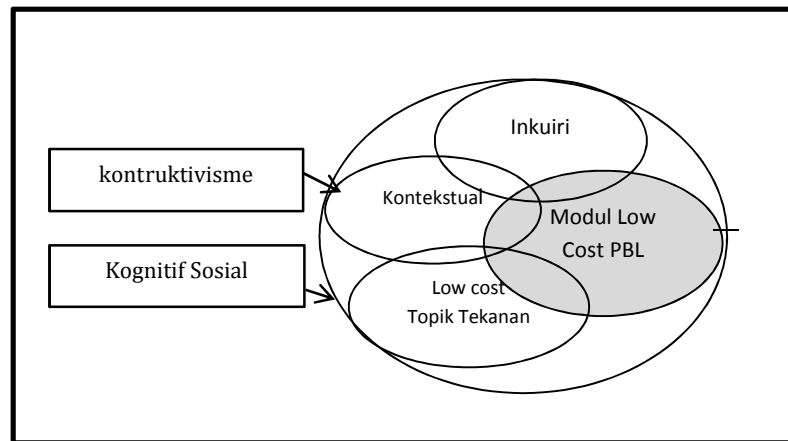 Inkuiri
kontruktivisme
Kontekstual
Modul Low
Cost PBL
Kognitif Sosial
Low cost
Topik Tekanan